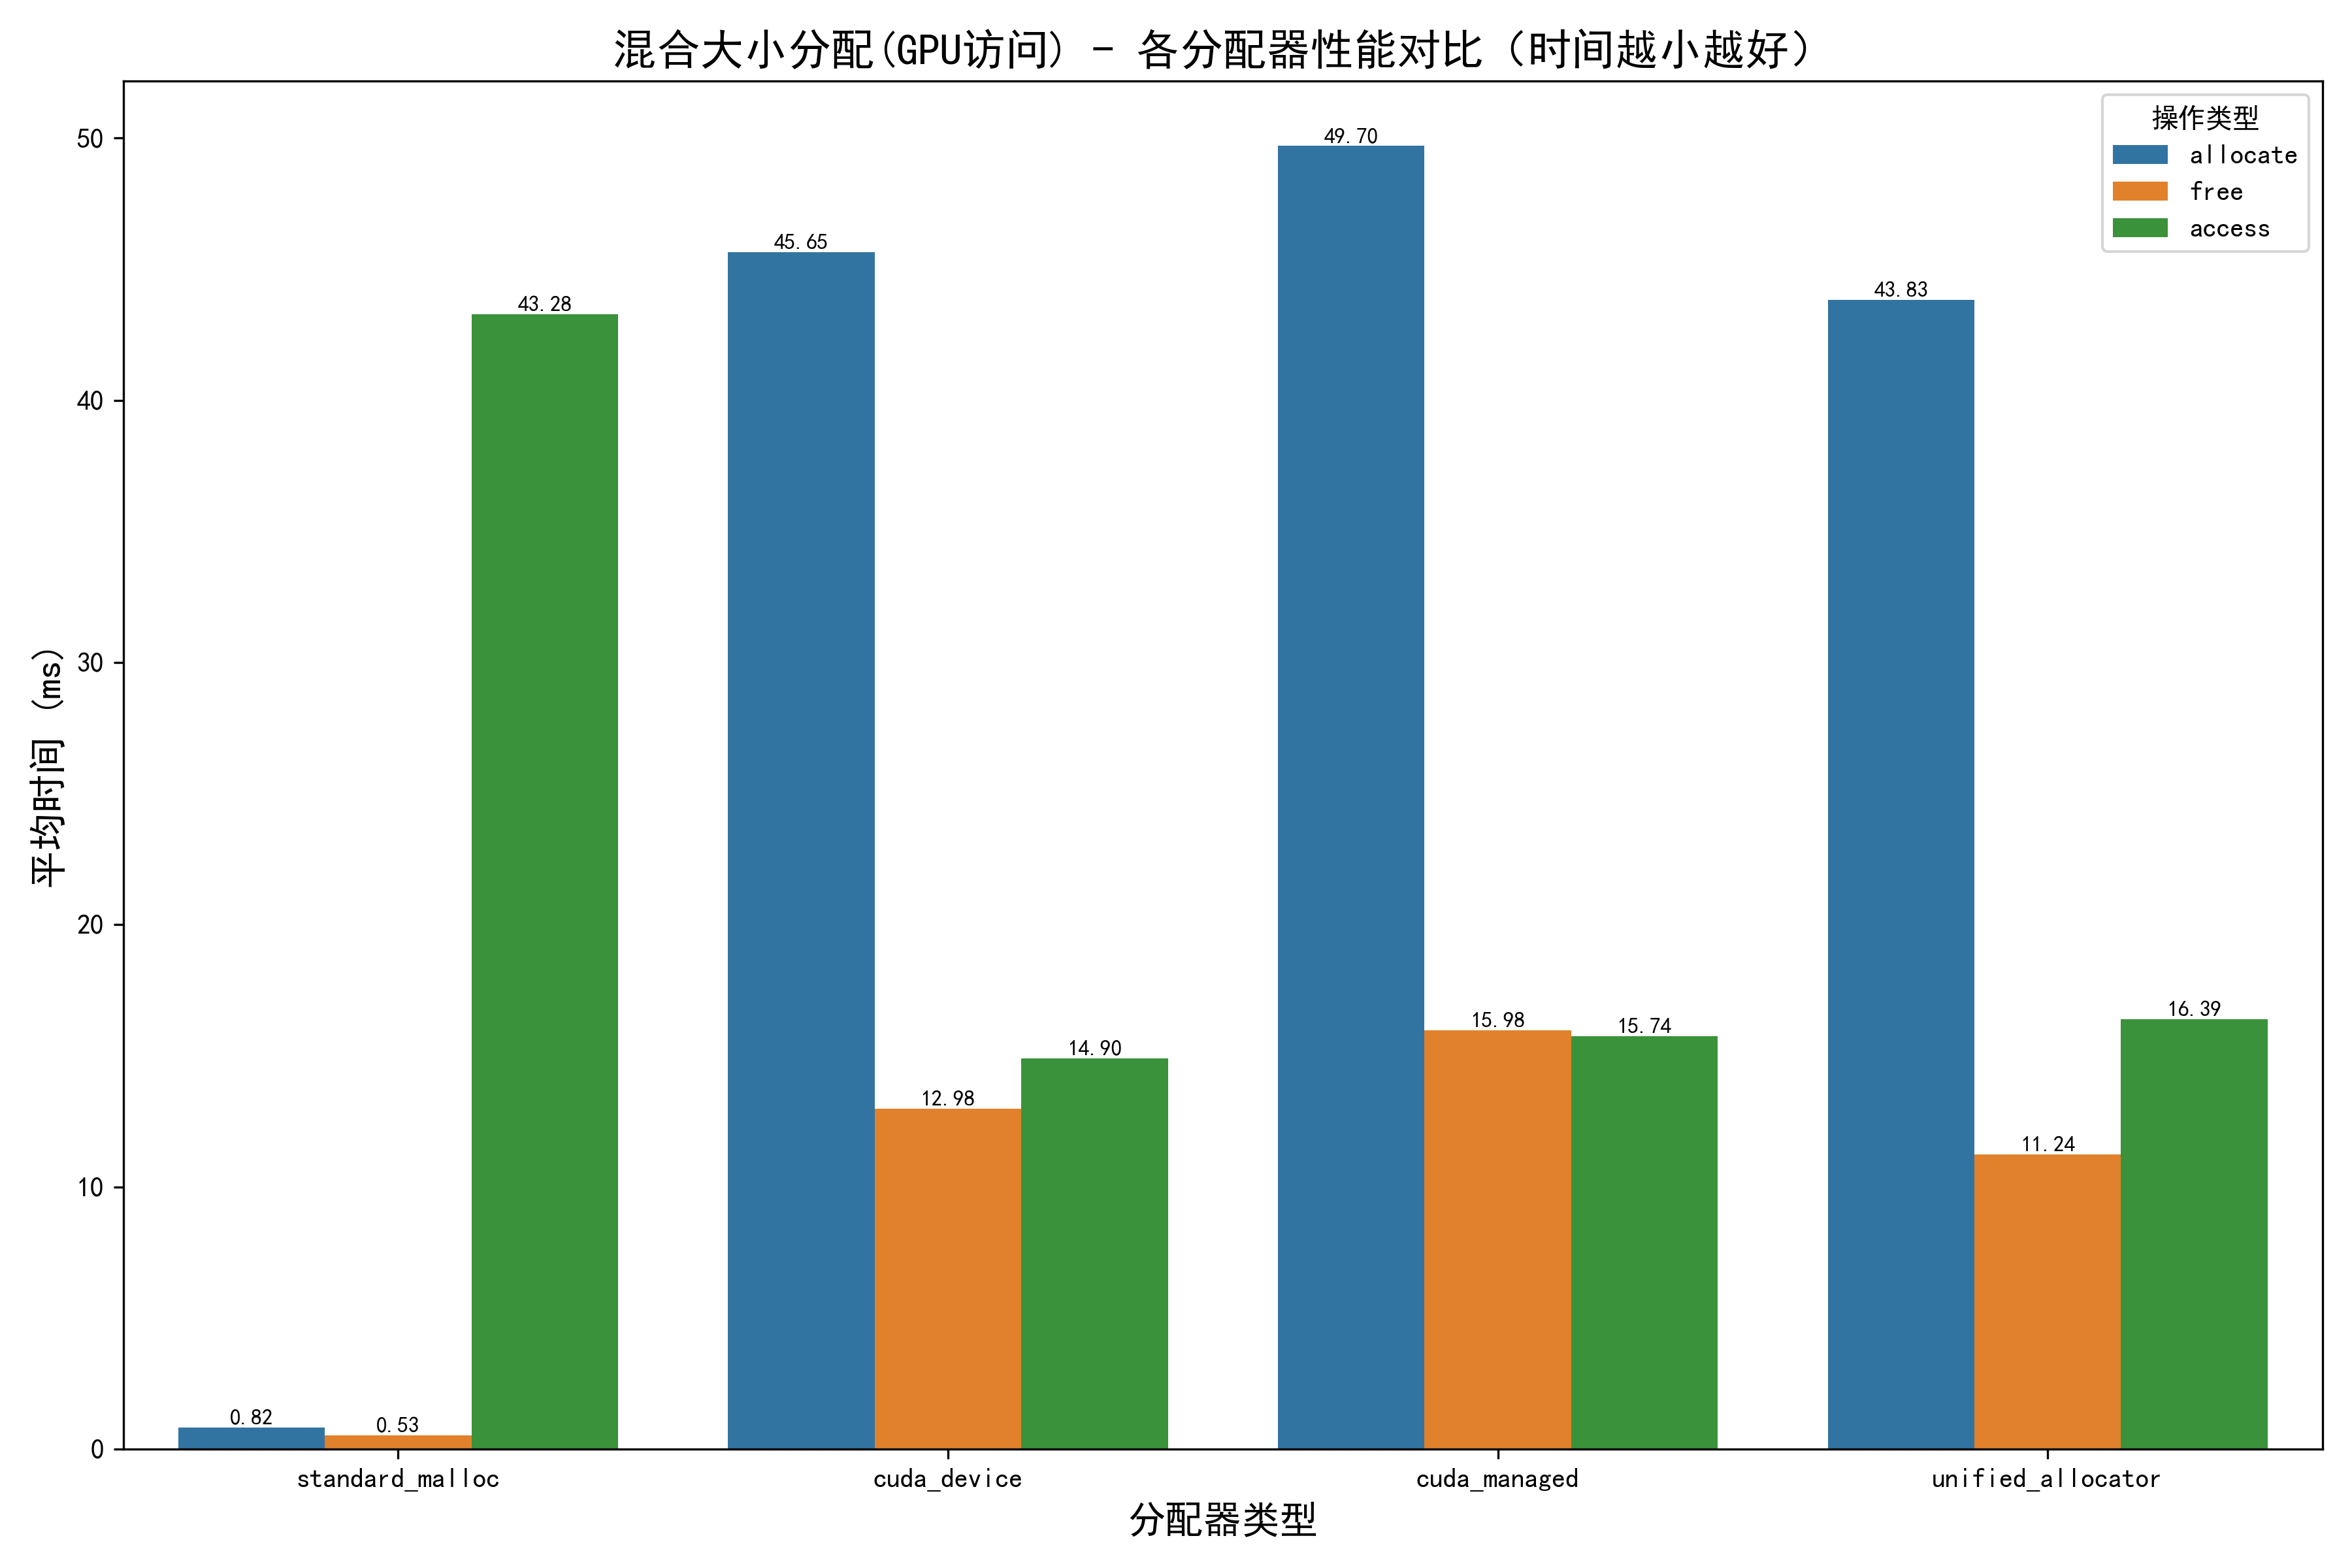 混合大小分配(GPU访问) - 各分配器性能对比（时间越小越好）
操作类型
allocate
free
access
平均时间 (ms)
50
40
30
20
10
0
0.82
0.53
43.28
45.65
12.98
14.90
49.70
15.98
15.74
43.83
11.24
16.39
standard_malloc
cuda_device
cuda_managed
unified_allocator
分配器类型